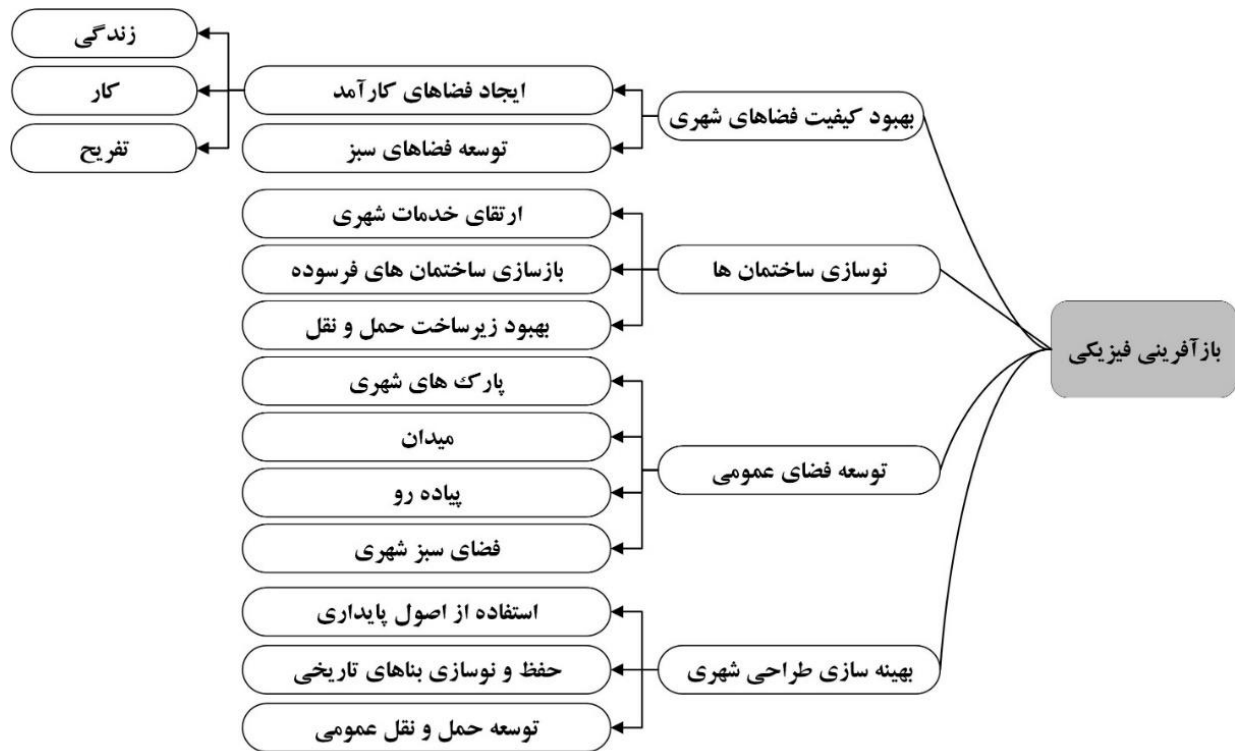 بازآفرینی فیزیکی
بهبود کیفیت فضاهای شهری
ایجاد فضاهای کارآمد
زندگی
کار
تفریح
توسعه فضاهای سبز
نوسازی ساختمان ها
ارتقای خدمات شهری
بازسازی ساختمان های فرسوده
بهبود زیرساخت حمل و نقل
توسعه فضای عمومی
پارک های شهری
میدان
پیاده رو
فضای سبز شهری
بهینه سازی طراحی شهری
استفاده از اصول پایداری
حفظ و نوسازی بناهای تاریخی
توسعه حمل و نقل عمومی